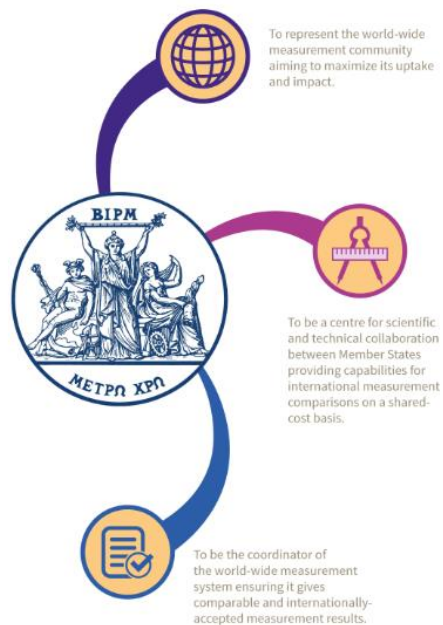 To represent the world-wide
measurement community
aiming to maximize its uptake
and impact.
BIPM
ΜΕΤΡΩ ΧΡΩ
To be a centre for scientific
and technical collaboration
between Member States
providing capabilities for
international measurement
comparisons on a shared-
cost basis.
To be the coordinator of
the world-wide measurement
system ensuring it gives
comparable and internationally-
accepted measurement results.